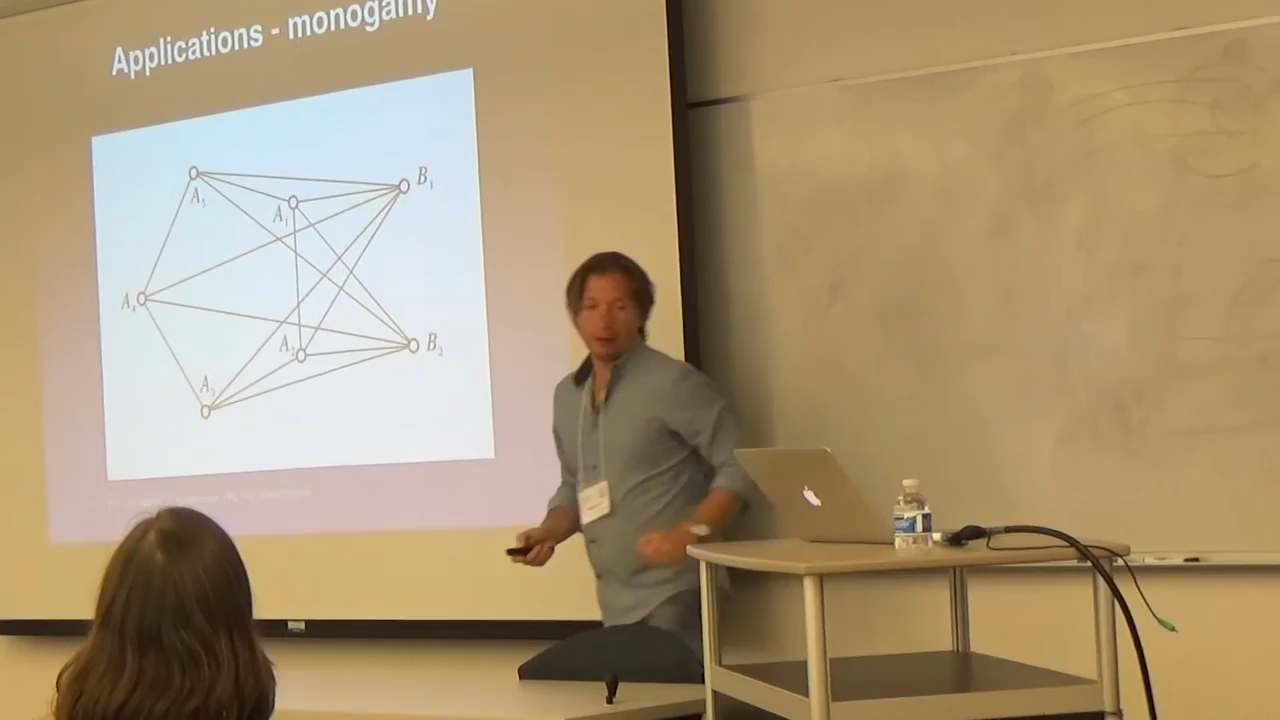 Applications - monogamy
A₅
B₁
A₁
A₄
A₂
B₂
A₃